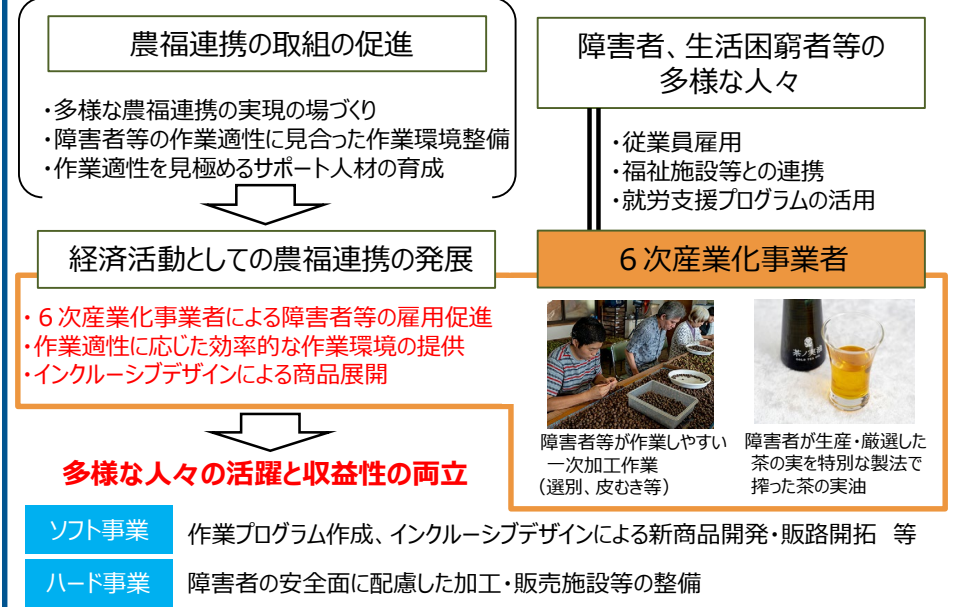 農福連携の取組の促進
・多様な農福連携の実現の場づくり
・障害者等の作業適性に見合った作業環境整備
・作業適性を見極めるサポート人材の育成
障害者、生活困窮者等の
多様な人々
・従業員雇用
・福祉施設等との連携
・就労支援プログラムの活用
経済活動としての農福連携の発展
・６次産業化事業者による障害者等の雇用促進
・作業適性に応じた効率的な作業環境の提供
・インクルーシブデザインによる商品展開
６次産業化事業者
茶ノ実油
障害者等が作業しやすい
一次加工作業
（選別、皮むき等）
障害者が生産・厳選した
茶の実を特別な製法で
搾った茶の実油
多様な人々の活躍と収益性の両立
ソフト事業
作業プログラム作成、インクルーシブデザインによる新商品開発・販路開拓　等
ハード事業
障害者の安全面に配慮した加工・販売施設等の整備